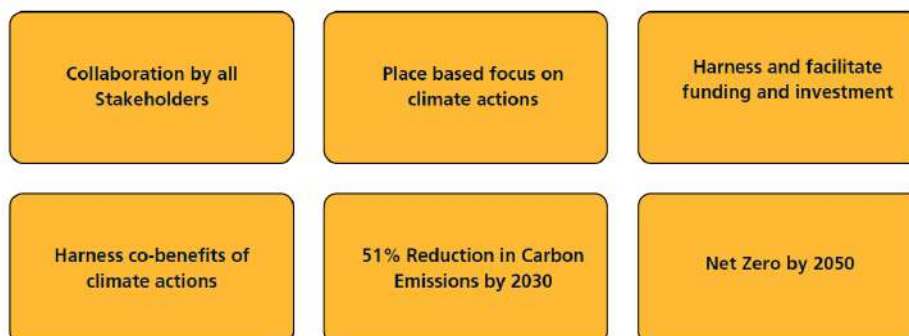 Collaboration by all
Stakeholders
Place based focus on
climate actions
Harness and facilitate
funding and investment
Harness co-benefits of
climate actions
51% Reduction in Carbon
Emissions by 2030
Net Zero by 2050